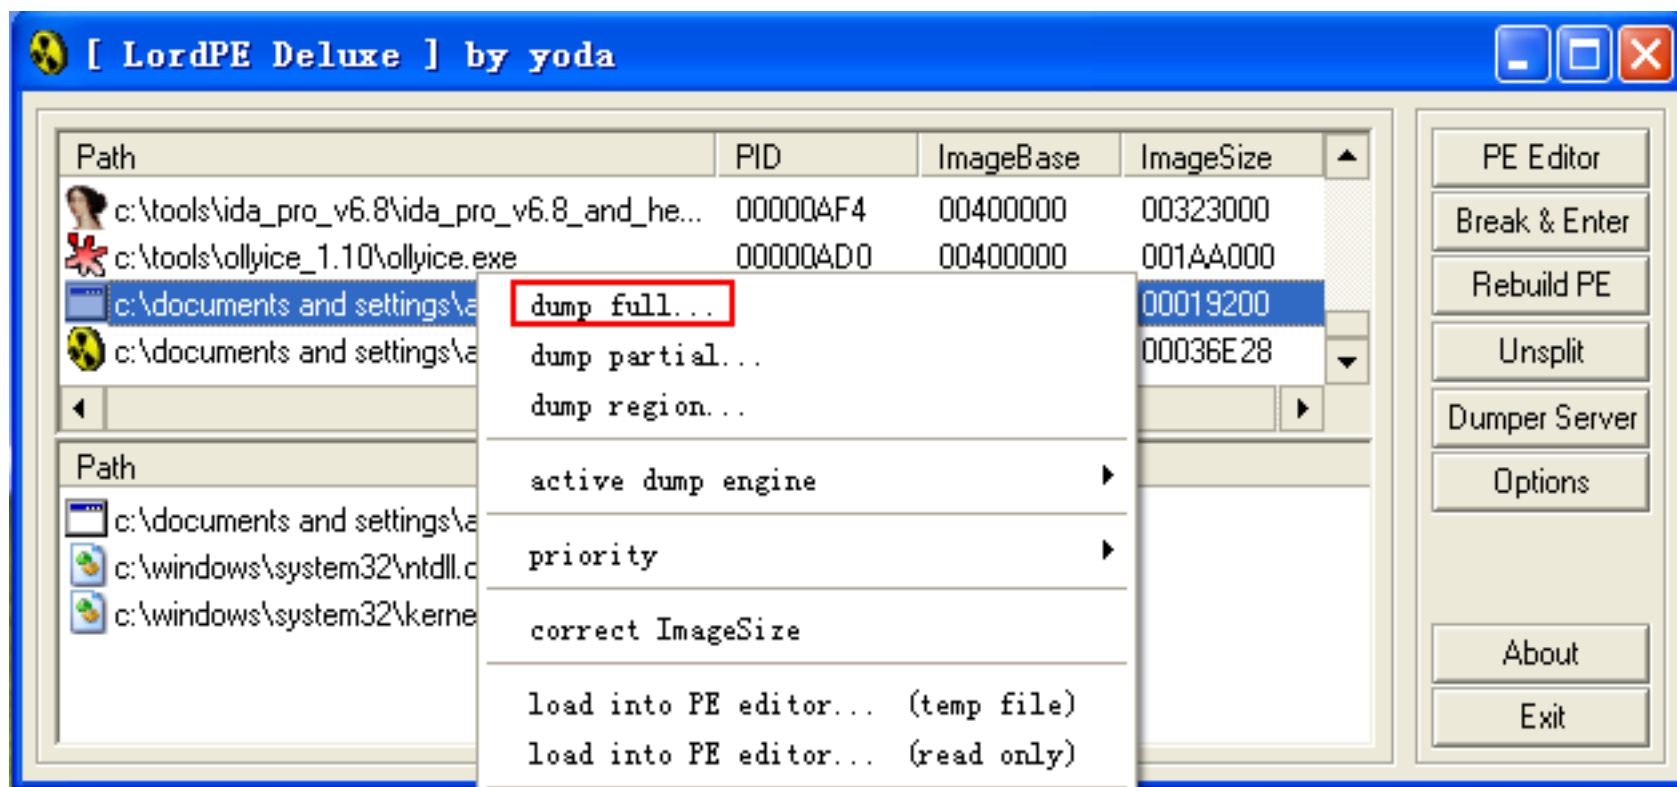 [ LordPE Deluxe ] by yoda
Path PID ImageBase ImageSize
c:\tools\ida_pro_v6.8\ida_pro_v6.8_and_he... 00000AF4 00400000 00323000
c:\tools\ollyice_1.10\ollyice.exe 00000AD0 00400000 001AA000
c:\documents and settings\a 00019200
c:\documents and settings\a 00036E28
Path
c:\documents and settings\a
c:\windows\system32\ntdll.c
c:\windows\system32\kerne
dump full...
dump partial...
dump region...
active dump engine
priority
correct ImageSize
load into PE editor... (temp file)
load into PE editor... (read only)
PE Editor
Break & Enter
Rebuild PE
Unsplit
Dumper Server
Options
About
Exit